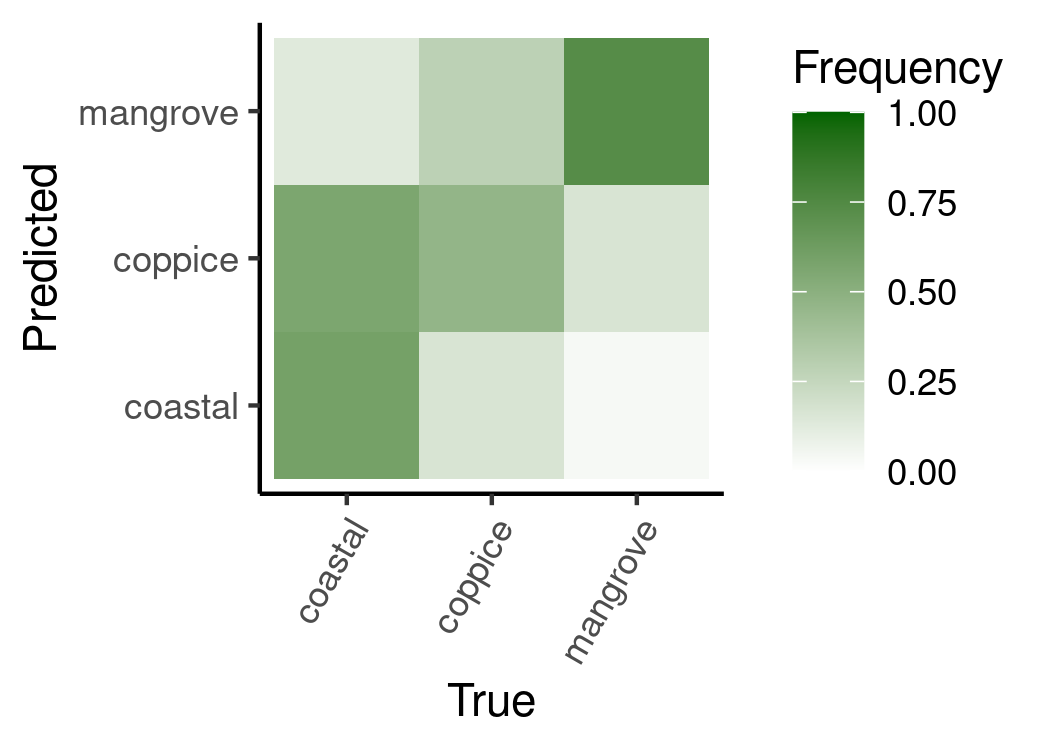 Frequency
1.00
0.75
0.50
0.25
0.00
Predicted
mangrove
coppice
coastal
coastal
coppice
mangrove
True